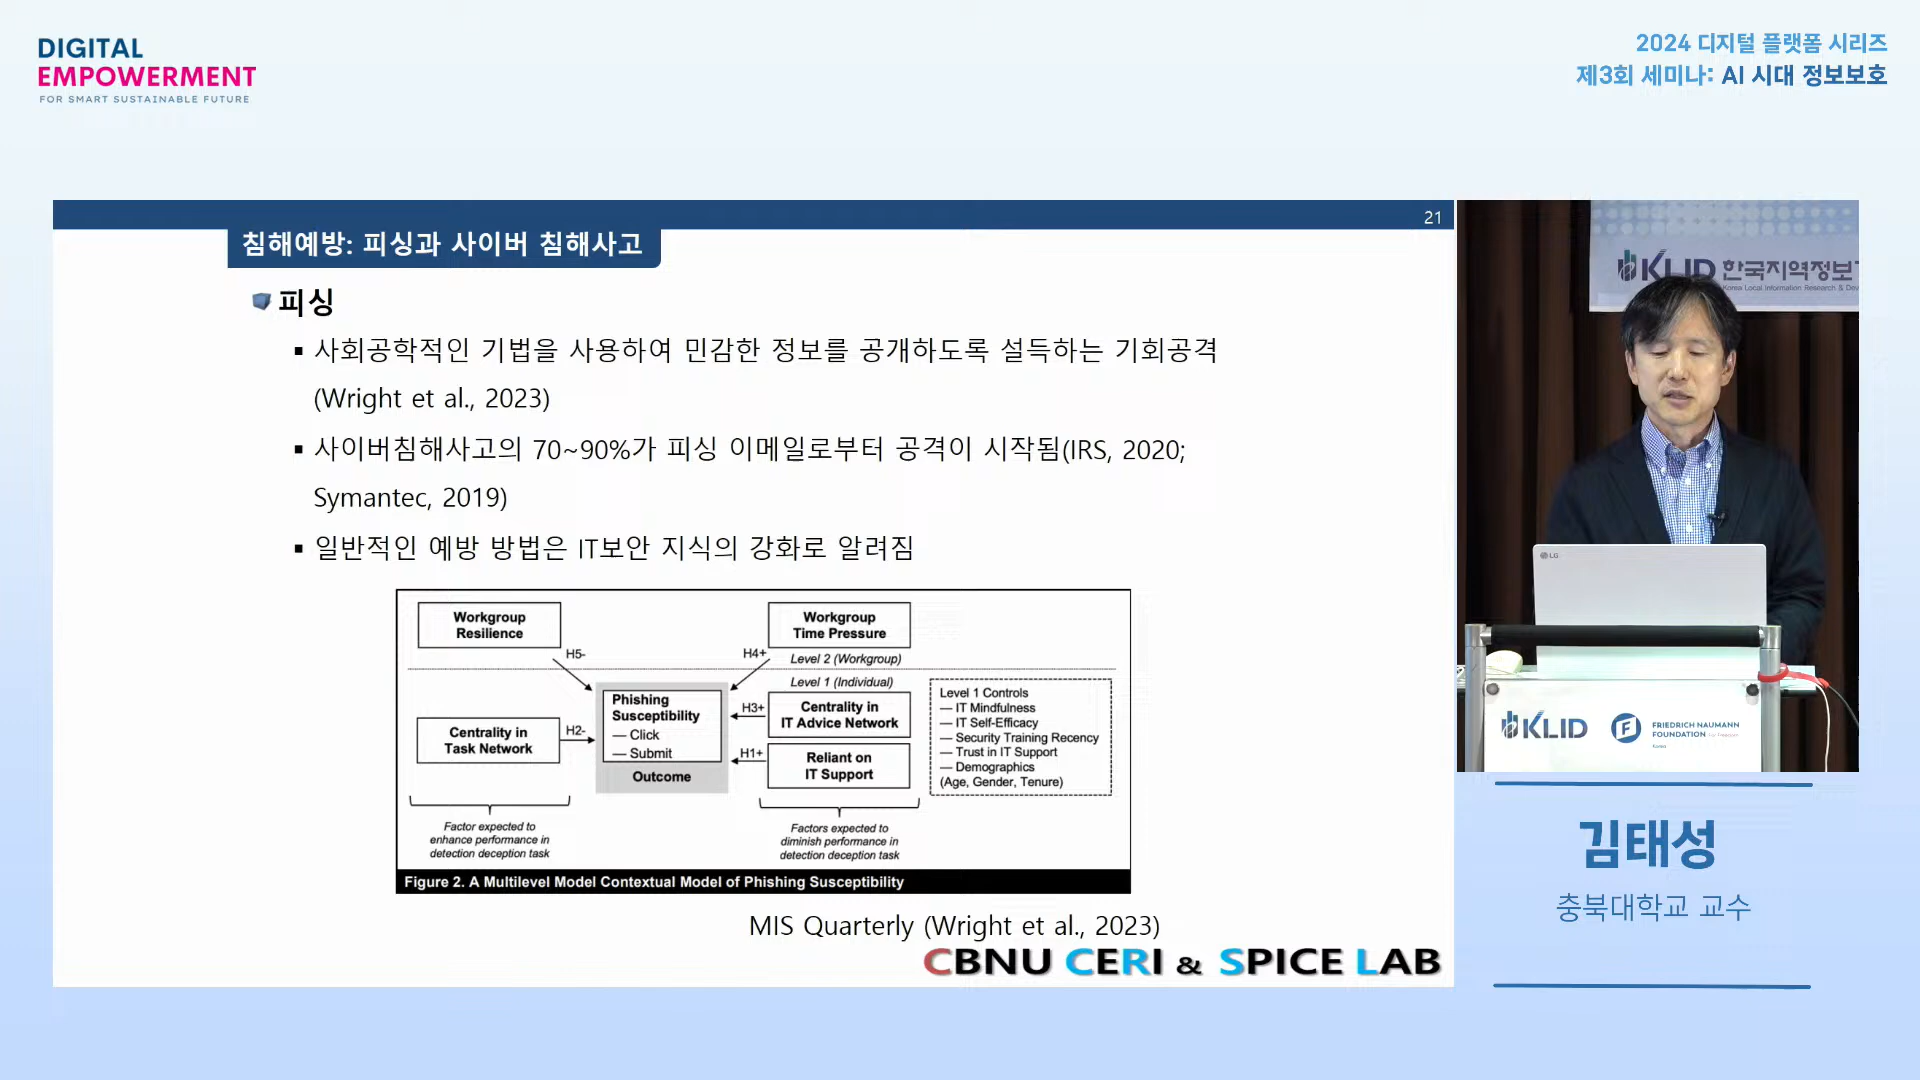 DIGITAL
EMPOWERMENT
FOR SMART SUSTAINABLE FUTURE
2024 디지털 플랫폼 시리즈
제3회 세미나: AI 시대 정보보호
21
침해예방: 피싱과 사이버 침해사고
피싱
▪ 사회공학적인 기법을 사용하여 민감한 정보를 공개하도록 설득하는 기회공격
(Wright et al., 2023)
▪ 사이버침해사고의 70~90%가 피싱 이메일로부터 공격이 시작됨(IRS, 2020;
Symantec, 2019)
▪ 일반적인 예방 방법은 IT보안 지식의 강화로 알려짐
Workgroup
Resilience
Workgroup
Time Pressure
H5-
H4+
Level 2 (Workgroup)
Level 1 (Individual)
Phishing
Susceptibility
— Click
— Submit
Outcome
Centrality in
Task Network
H2-
H3+
Centrality in
IT Advice Network
H1+
Reliant on
IT Support
Level 1 Controls
— IT Mindfulness
— IT Self-Efficacy
— Security Training Recency
— Trust in IT Support
— Demographics
(Age, Gender, Tenure)
Factor expected to
enhance performance in
detection deception task
Factors expected to
diminish performance in
detection deception task
Figure 2. A Multilevel Model Contextual Model of Phishing Susceptibility
MIS Quarterly (Wright et al., 2023)
CBNU CERI & SPICE LAB
KLID 한국지역정보
Korea Local Information Research & Dev
LG
KLID
FRIEDRICH NAUMANN
FOUNDATION For Freedom
Korea
김태성
충북대학교 교수